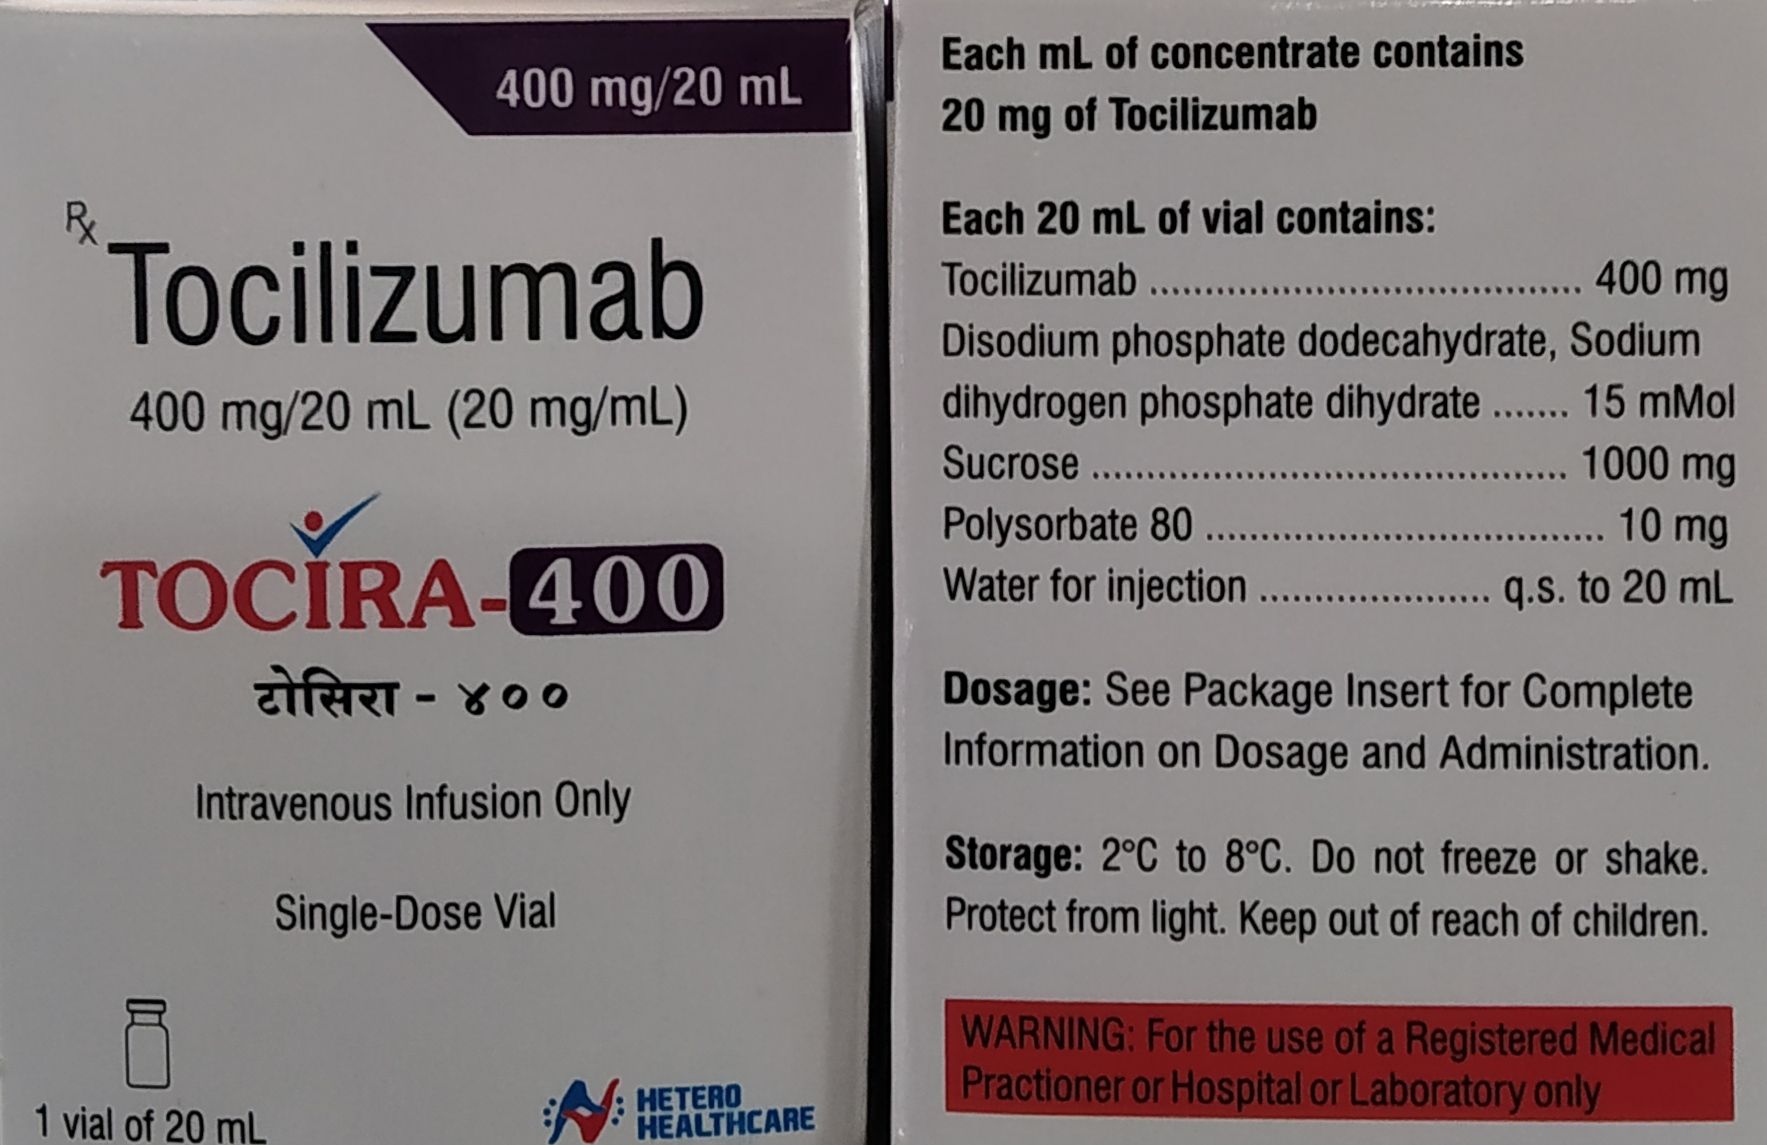 400 mg/20 mL
Rx
Tocilizumab
400 mg/20 mL (20 mg/mL)
TOCIRA-400
टोसिरा - ४००
Intravenous Infusion Only
Single-Dose Vial
1 vial of 20 mL
HETERO
HEALTHCARE
Each mL of concentrate contains
20 mg of Tocilizumab
Each 20 mL of vial contains:
Tocilizumab ....................................... 400 mg
Disodium phosphate dodecahydrate, Sodium
dihydrogen phosphate dihydrate ....... 15 mMol
Sucrose ........................................... 1000 mg
Polysorbate 80 .................................... 10 mg
Water for injection ..................... q.s. to 20 mL
Dosage: See Package Insert for Complete
Information on Dosage and Administration.
Storage: 2°C to 8°C. Do not freeze or shake.
Protect from light. Keep out of reach of children.
WARNING: For the use of a Registered Medical
Practioner or Hospital or Laboratory only